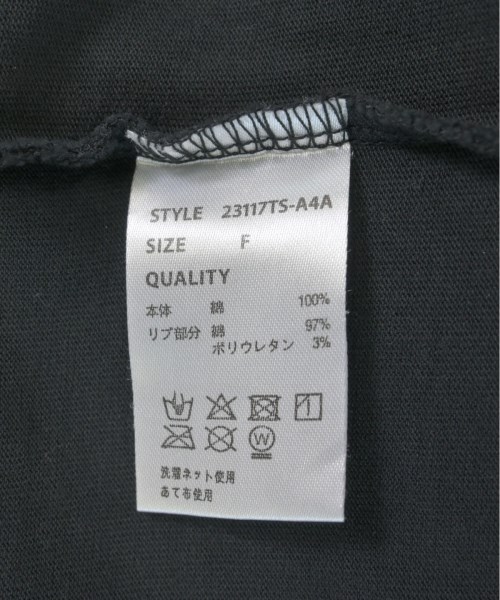 STYLE 23117TS-A4A
SIZE F
QUALITY
本体 綿 100%
リブ部分 綿 97%
ポリウレタン 3%
W
洗濯ネット使用
あて布使用